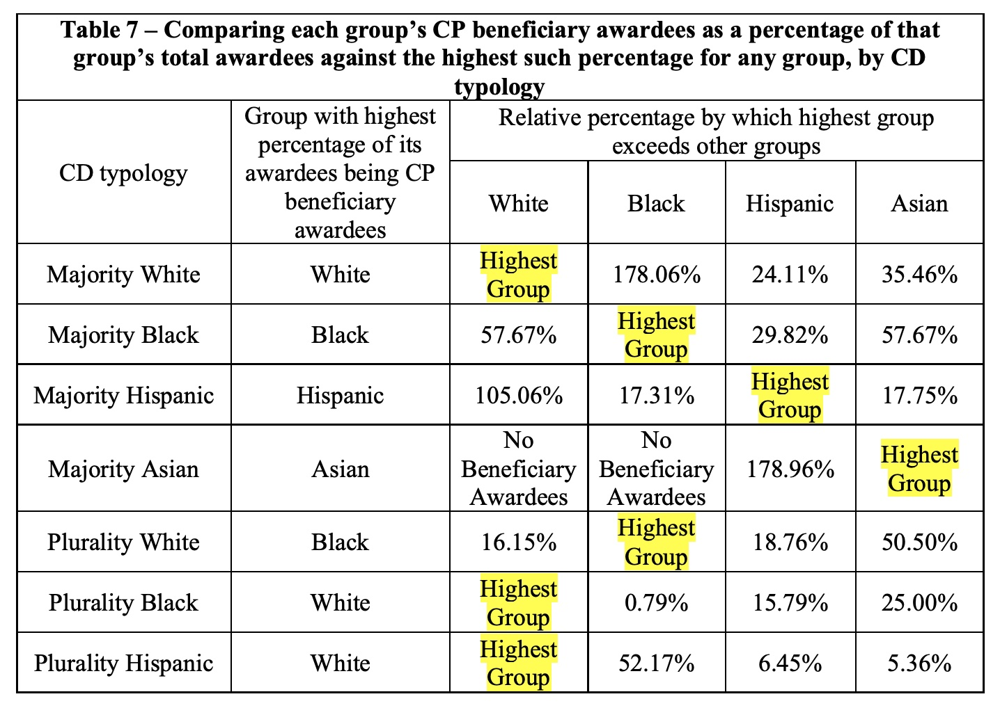 Table 7 – Comparing each group’s CP beneficiary awardees as a percentage of that
group’s total awardees against the highest such percentage for any group, by CD
typology
CD typology
Group with highest
percentage of its
awardees being CP
beneficiary
awardees
Relative percentage by which highest group
exceeds other groups
White Black Hispanic Asian
Majority White White Highest Group 178.06% 24.11% 35.46%
Majority Black Black 57.67% Highest Group 29.82% 57.67%
Majority Hispanic Hispanic 105.06% 17.31% Highest Group 17.75%
Majority Asian Asian No Beneficiary Awardees No Beneficiary Awardees 178.96% Highest Group
Plurality White Black 16.15% Highest Group 18.76% 50.50%
Plurality Black White Highest Group 0.79% 15.79% 25.00%
Plurality Hispanic White Highest Group 52.17% 6.45% 5.36%